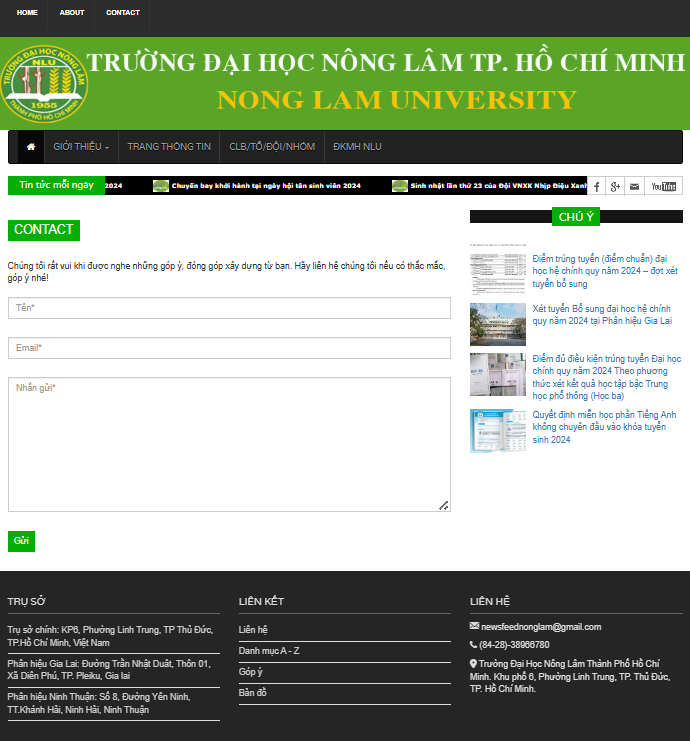 HOME ABOUT CONTACT
TRƯỜNG ĐẠI HỌC NÔNG LÂM TP. HỒ CHÍ MINH
NONG LAM UNIVERSITY
TRƯỜNG ĐẠI HỌC NÔNG LÂM
NLU
1955
THÀNH PHỐ HỒ CHÍ MINH
GIỚI THIỆU TRANG THÔNG TIN CLB/TỔ/ĐỘI/NHÓM ĐKMH NLU
Tin tức mỗi ngày 2024 Chuyến bay khởi hành tại ngày hội tân sinh viên 2024 Sinh nhật lần thứ 23 của Đội VNXK Nhịp Điệu Xanh
You Tube
CONTACT
Chúng tôi rất vui khi được nghe những góp ý, đóng góp xây dựng từ bạn. Hãy liên hệ chúng tôi nếu có thắc mắc,
góp ý nhé!
Tên*
Email*
Nhắn gửi*
Gửi
CHÚ Ý
Điểm trúng tuyển (điểm chuẩn) đại
học hệ chính quy năm 2024 – đợt xét
tuyển bổ sung
Xét tuyển Bổ sung đại học hệ chính
quy năm 2024 tại Phân hiệu Gia Lai
Điểm đủ điều kiện trúng tuyển Đại học
chính quy năm 2024 Theo phương
thức xét kết quả học tập bậc Trung
học phổ thông (Học bạ)
Quyết định miễn học phần Tiếng Anh
không chuyên đầu vào khóa tuyển
sinh 2024
TRỤ SỞ
Trụ sở chính: KP6, Phường Linh Trung, TP Thủ Đức,
TP.Hồ Chí Minh, Việt Nam
Phân hiệu Gia Lai: Đường Trần Nhật Duật, Thôn 01,
Xã Diên Phú, TP. Pleiku, Gia lai
Phân hiệu Ninh Thuận: Số 8, Đường Yên Ninh,
TT.Khánh Hải, Ninh Hải, Ninh Thuận
LIÊN KẾT
Liên hệ
Danh mục A - Z
Góp ý
Bản đồ
LIÊN HỆ
newsfeednonglam@gmail.com
(84-28)-38966780
Trường Đại Học Nông Lâm Thành Phố Hồ Chí
Minh. Khu phố 6, Phường Linh Trung, TP. Thủ Đức,
TP. Hồ Chí Minh.